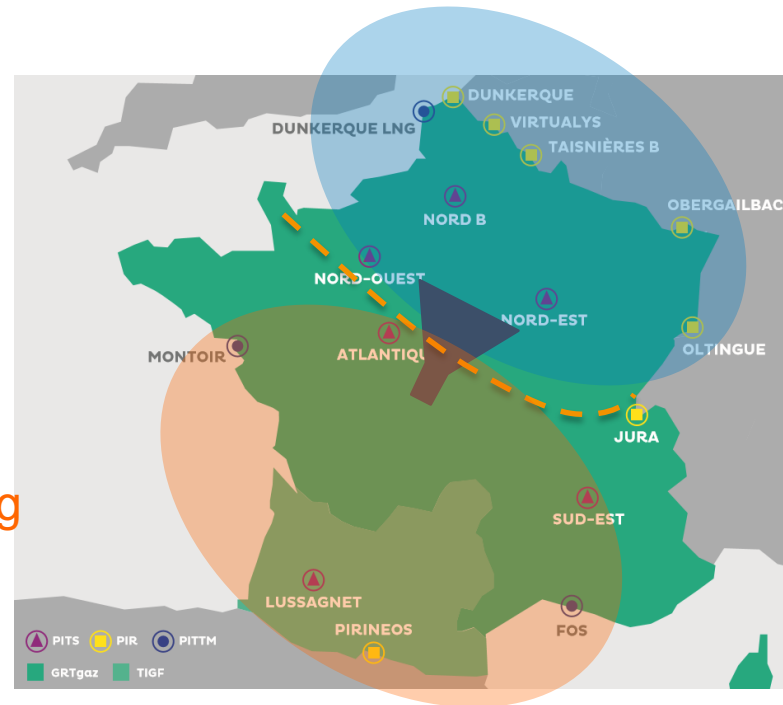 DUNKERQUE
DUNKERQUE LNG
VIRTUALYS
TAISNIÈRES B
OBERGAILBAC
NORD B
NORD-OUEST
NORD-EST
MONTOIR
ATLANTIQU
OLTINGUE
JURA
g
SUD-EST
LUSSAGNET
PIRINEOS
FOS
PITS PIR PITTM
GRTgaz TIGF